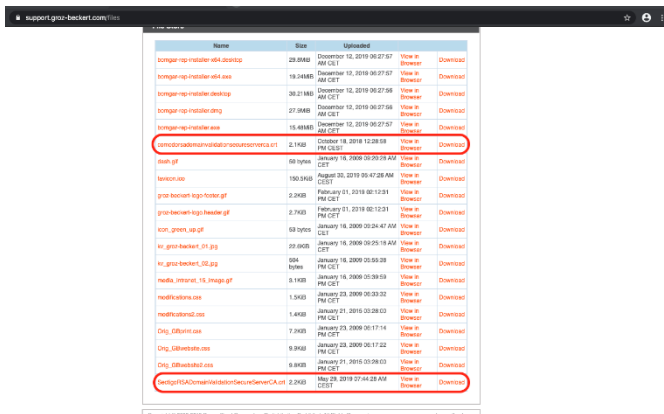 support.groz-beckert.com/files
File Store
Name Size Uploaded
bomgar-rep-installer-x64.desktop 29.8MiB December 12, 2019 06:27:57 AM CET View in Browser Download
bomgar-rep-installer-x64.exe 19.24MiB December 12, 2019 06:27:57 AM CET View in Browser Download
bomgar-rep-installer.desktop 30.21MiB December 12, 2019 06:27:56 AM CET View in Browser Download
bomgar-rep-installer.dmg 27.9MiB December 12, 2019 06:27:56 AM CET View in Browser Download
bomgar-rep-installer.exe 15.48MiB December 12, 2019 06:27:57 AM CET View in Browser Download
comodorsadomainvalidationsecureserverca.crt 2.1KiB October 18, 2018 12:28:58 PM CEST View in Browser Download
dash.gif 58 bytes January 16, 2009 09:20:28 AM CET View in Browser Download
favicon.ico 150.5KiB August 30, 2019 05:47:28 AM CEST View in Browser Download
groz-beckert-logo-footer.gif 2.2KiB February 01, 2019 02:12:31 PM CET View in Browser Download
groz-beckert-logo.header.gif 2.7KiB February 01, 2019 02:12:31 PM CET View in Browser Download
icon_green_up.gif 53 bytes January 16, 2009 09:24:47 AM CET View in Browser Download
kv_groz-beckert_01.jpg 22.0KiB January 16, 2009 09:25:16 AM CET View in Browser Download
kv_groz-beckert_02.jpg 504 bytes January 16, 2009 05:50:38 PM CET View in Browser Download
media_intranet_15_image.gif 3.1KiB January 16, 2009 05:39:59 PM CET View in Browser Download
modifications.css 1.5KiB January 23, 2009 06:33:32 PM CET View in Browser Download
modifications2.css 1.4KiB January 21, 2015 03:28:03 PM CET View in Browser Download
Orig_GBprint.css 7.2KiB January 23, 2009 06:17:14 PM CET View in Browser Download
Orig_GBwebsite.css 9.9KiB January 23, 2009 06:17:22 PM CET View in Browser Download
Orig_GBwebsite2.css 9.8KiB January 21, 2015 03:28:03 PM CET View in Browser Download
SectigoRSADomainValidationSecureServerCA.crt 2.2KiB May 29, 2019 07:44:28 AM CEST View in Browser Download